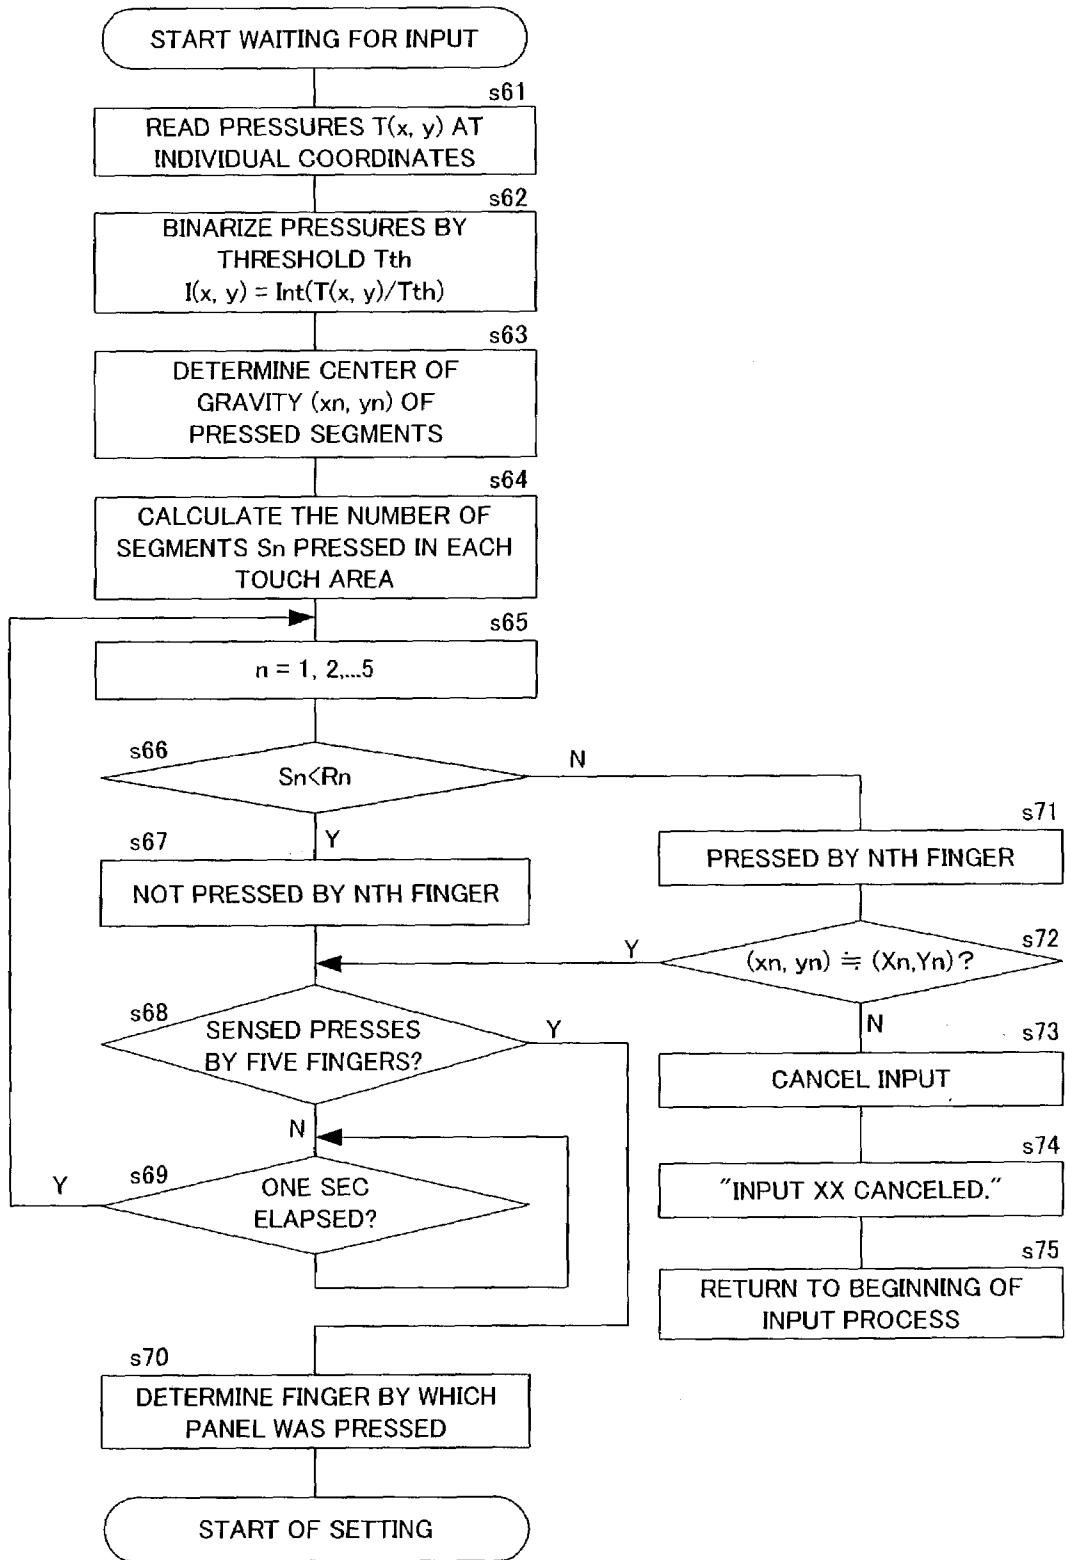 START WAITING FOR INPUT
s61
READ PRESSURES T(x, y) AT
INDIVIDUAL COORDINATES
s62
BINARIZE PRESSURES BY
THRESHOLD Tth
I(x, y) = Int(T(x, y)/Tth)
s63
DETERMINE CENTER OF
GRAVITY (xn, yn) OF
PRESSED SEGMENTS
s64
CALCULATE THE NUMBER OF
SEGMENTS Sn PRESSED IN EACH
TOUCH AREA
s65
n = 1, 2,...5
s66
Sn<Rn
N
Y
s67
NOT PRESSED BY NTH FINGER
s71
PRESSED BY NTH FINGER
s72
(xn, yn) ≒ (Xn,Yn)?
Y
N
s68
SENSED PRESSES
BY FIVE FINGERS?
Y
N
s69
ONE SEC
ELAPSED?
Y
s73
CANCEL INPUT
s74
"INPUT XX CANCELED."
s75
RETURN TO BEGINNING OF
INPUT PROCESS
s70
DETERMINE FINGER BY WHICH
PANEL WAS PRESSED
START OF SETTING